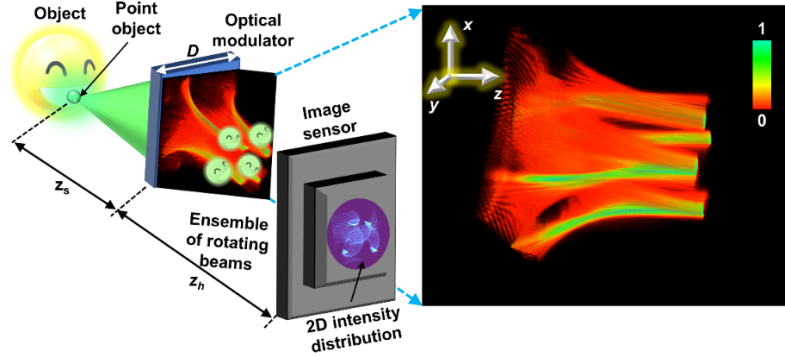 Object
Point
object
Optical
modulator
D
Image
sensor
z_s
z_h
Ensemble
of rotating
beams
2D intensity
distribution
x
y
z
1
0